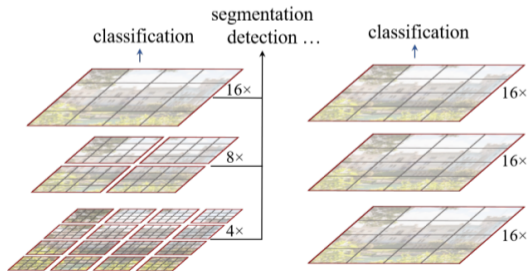 segmentation
classification
detection ...
classification
16×
8×
4×
16×
16×
16×